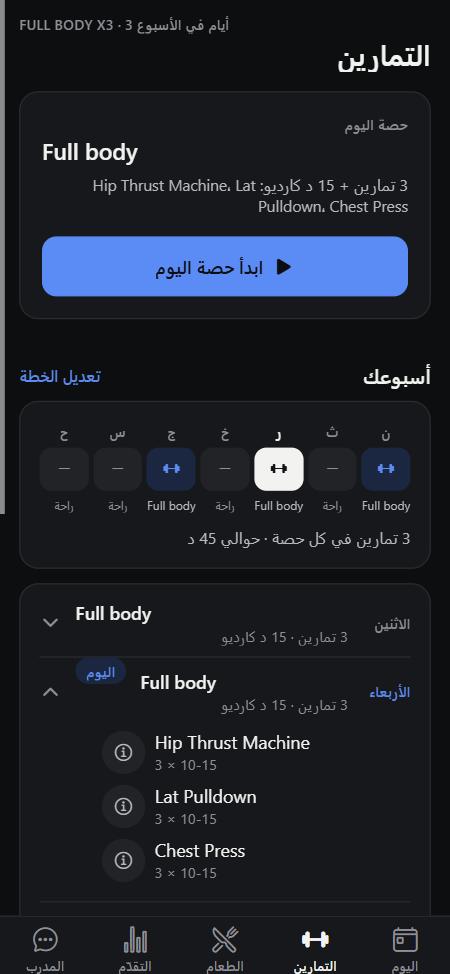 FULL BODY X3 · 3 أيام في الأسبوع
التمارين
حصة اليوم
Full body
3 تمارين + 15 د كارديو: Hip Thrust Machine، Lat
Pulldown، Chest Press
ابدأ حصة اليوم
أسبوعك
تعديل الخطة
ن ث ر خ ج س ح
Full body راحة Full body راحة Full body راحة راحة
3 تمارين في كل حصة · حوالي 45 د
الاثنين
Full body
3 تمارين · 15 د كارديو
الأربعاء
Full body
اليوم
3 تمارين · 15 د كارديو
Hip Thrust Machine
3 × 10-15
Lat Pulldown
3 × 10-15
Chest Press
3 × 10-15
اليوم التمارين الطعام التقدّم المدرب